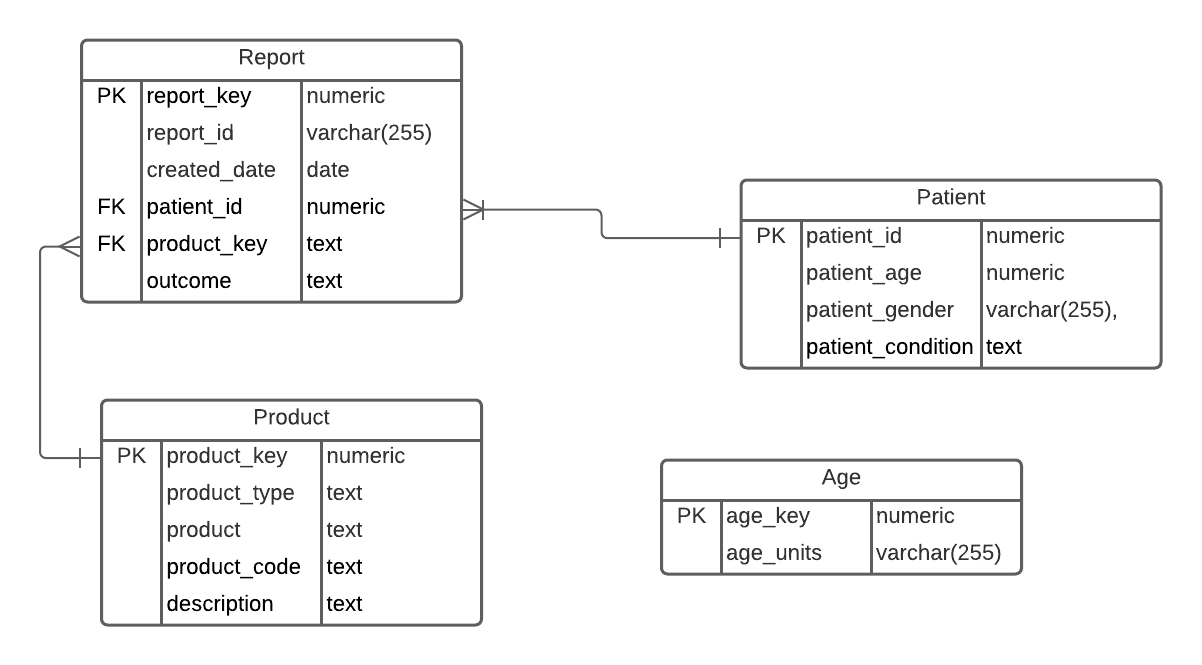 Report
PK report_key numeric
report_id varchar(255)
created_date date
FK patient_id numeric
FK product_key text
outcome text
Patient
PK patient_id numeric
patient_age numeric
patient_gender varchar(255),
patient_condition text
Product
PK product_key numeric
product_type text
product text
product_code text
description text
Age
PK age_key numeric
age_units varchar(255)